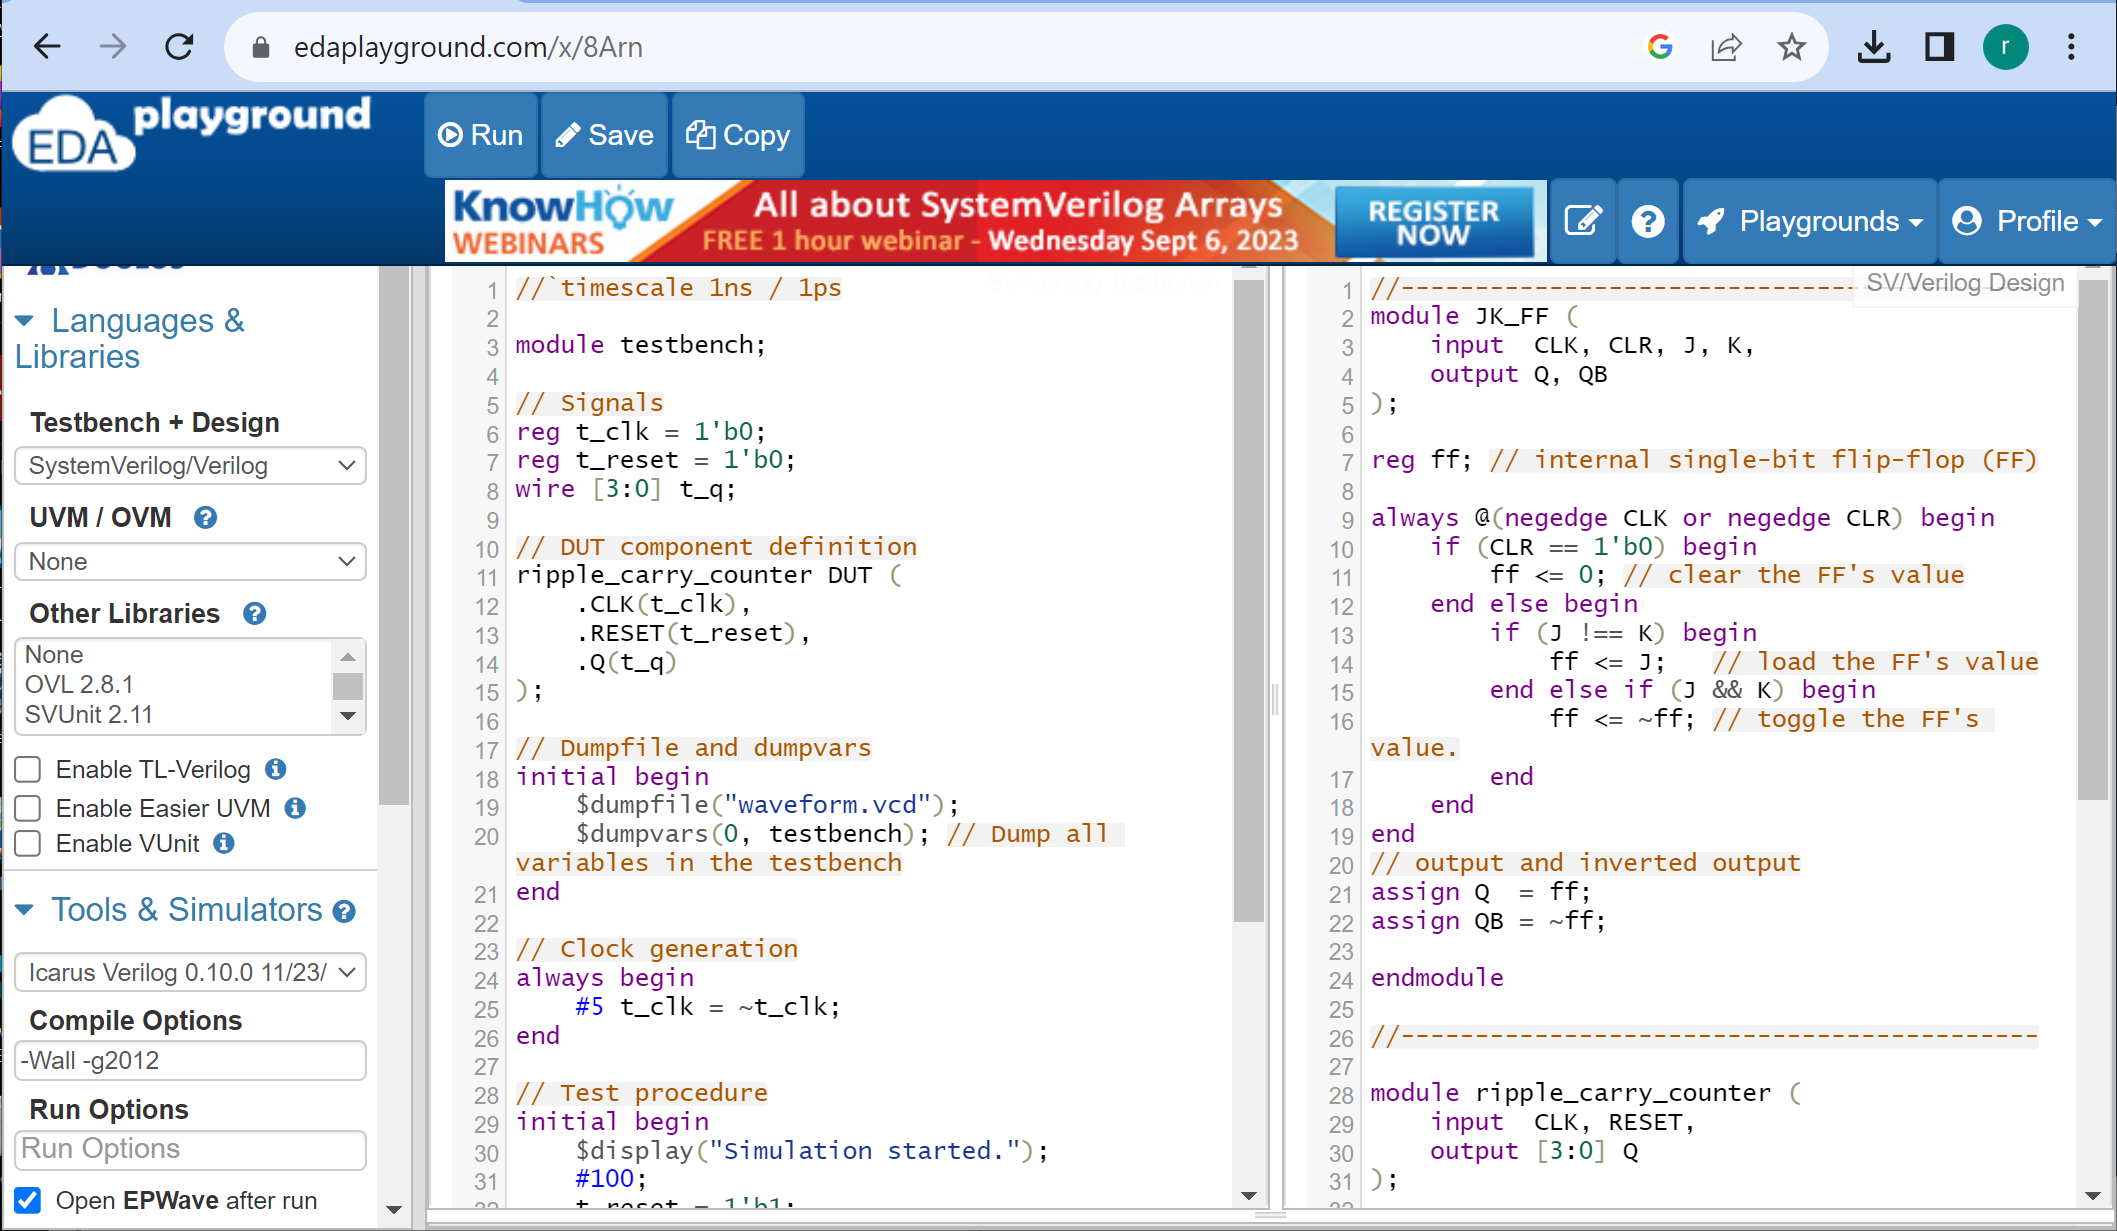 edaplayground.com/x/8Arn
r
EDA playground
Run
Save
Copy
KnowHow
WEBINARS
All about SystemVerilog Arrays
FREE 1 hour webinar - Wednesday Sept 6, 2023
REGISTER
NOW
Playgrounds
Profile
Languages &
Libraries
Testbench + Design
SystemVerilog/Verilog
UVM / OVM
None
Other Libraries
None
OVL 2.8.1
SVUnit 2.11
Enable TL-Verilog
Enable Easier UVM
Enable VUnit
Tools & Simulators
Icarus Verilog 0.10.0 11/23/
Compile Options
-Wall -g2012
Run Options
Run Options
Open EPWave after run
1 //`timescale 1ns / 1ps
2
3 module testbench;
4
5 // Signals
6 reg t_clk = 1'b0;
7 reg t_reset = 1'b0;
8 wire [3:0] t_q;
9
10 // DUT component definition
11 ripple_carry_counter DUT (
12 .CLK(t_clk),
13 .RESET(t_reset),
14 .Q(t_q)
15 );
16
17 // Dumpfile and dumpvars
18 initial begin
19 $dumpfile("waveform.vcd");
20 $dumpvars(0, testbench); // Dump all
variables in the testbench
21 end
22
23 // Clock generation
24 always begin
25 #5 t_clk = ~t_clk;
26 end
27
28 // Test procedure
29 initial begin
30 $display("Simulation started.");
31 #100;
32 t_reset = 1'b1;
SV/Verilog Design
1 //-------------------------------
2 module JK_FF (
3 input  CLK, CLR, J, K,
4 output Q, QB
5 );
6
7 reg ff; // internal single-bit flip-flop (FF)
8
9 always @(negedge CLK or negedge CLR) begin
10 if (CLR == 1'b0) begin
11 ff <= 0; // clear the FF's value
12 end else begin
13 if (J !== K) begin
14 ff <= J;   // load the FF's value
15 end else if (J && K) begin
16 ff <= ~ff; // toggle the FF's
value.
17 end
18 end
19 end
20 // output and inverted output
21 assign Q  = ff;
22 assign QB = ~ff;
23
24 endmodule
25
26 //-------------------------------------------
27
28 module ripple_carry_counter (
29 input  CLK, RESET,
30 output [3:0] Q
31 );